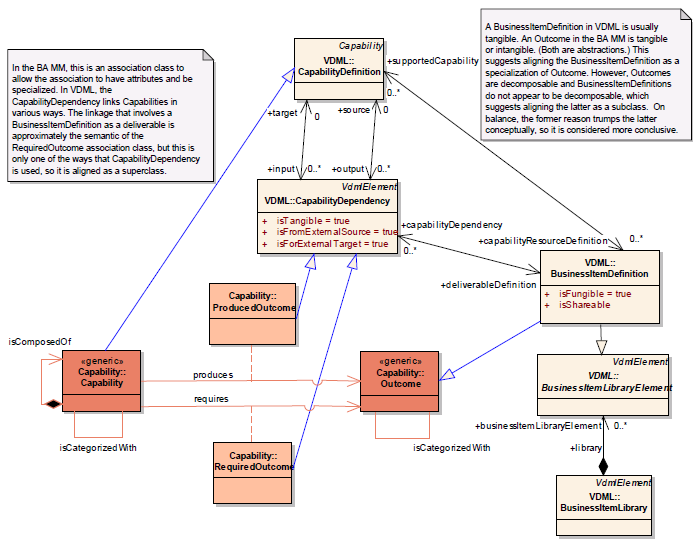 A BusinessItemDefinition in VDML is usually
tangible. An Outcome in the BA MM is tangible
or intangible. (Both are abstractions.) This
suggests aligning the BusinessItemDefinition as a
specialization of Outcome. However, Outcomes
are decomposable and BusinessItemDefinitions
do not appear to be decomposable, which
suggests aligning the latter as a subclass. On
balance, the former reason trumps the latter
conceptually, so it is considered more conclusive.
In the BA MM, this is an association class to
allow the association to have attributes and be
specialized. In VDML, the
CapabilityDependency links Capabilities in
various ways. The linkage that involves a
BusinessItemDefinition as a deliverable is
approximately the semantic of the
RequiredOutcome association class, but this is
only one of the ways that CapabilityDependency
is used, so it is aligned as a superclass.
Capability
VDML::
CapabilityDefinition
+supportedCapability
0..*
+target
0
+source
0
+input
0..*
+output
0..*
VdmlElement
VDML::CapabilityDependency
+ isTangible = true
+ isFromExternalSource = true
+ isForExternalTarget = true
+capabilityDependency
0..*
+capabilityResourceDefinition
0..*
+deliverableDefinition
VDML::
BusinessItemDefinition
+ isFungible = true
+ isShareable
Capability::
ProducedOutcome
isComposedOf
«generic»
Capability::
Capability
produces
requires
«generic»
Capability::
Outcome
VdmlElement
VDML::
BusinessItemLibraryElement
isCategorizedWith
isCategorizedWith
+businessItemLibraryElement
0..*
+library
Capability::
RequiredOutcome
VdmlElement
VDML::
BusinessItemLibrary